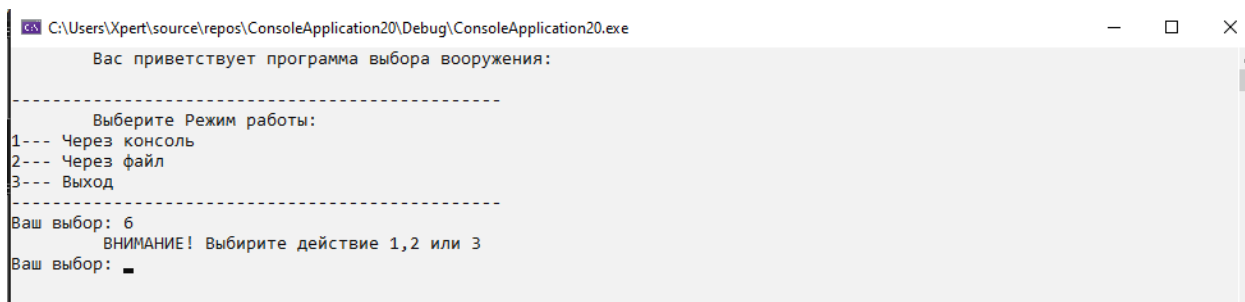 C:\Users\Xpert\source\repos\ConsoleApplication20\Debug\ConsoleApplication20.exe
Вас приветствует программа выбора вооружения:
------------------------------------------------
Выберите Режим работы:
1--- Через консоль
2--- Через файл
3--- Выход
------------------------------------------------
Ваш выбор: 6
ВНИМАНИЕ! Выбирите действие 1,2 или 3
Ваш выбор: